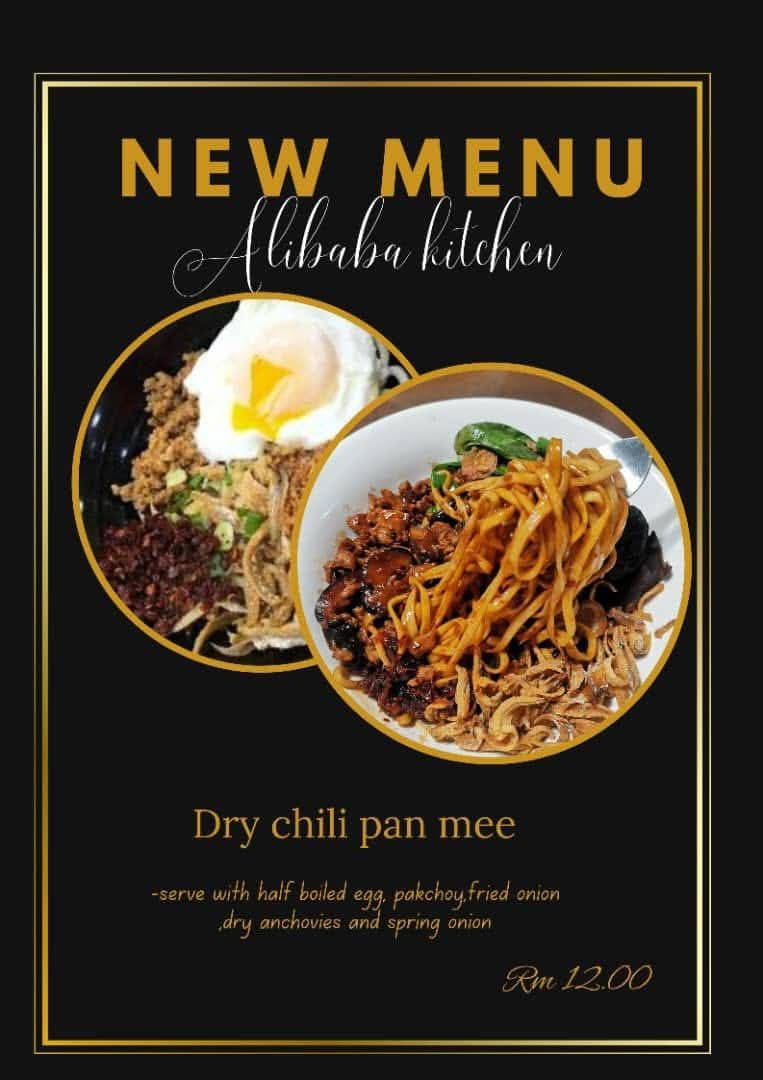 NEW MENU
Alibaba kitchen
Dry chili pan mee
-serve with half boiled egg, pakchoy,fried onion
,dry anchovies and spring onion
Rm 12.00